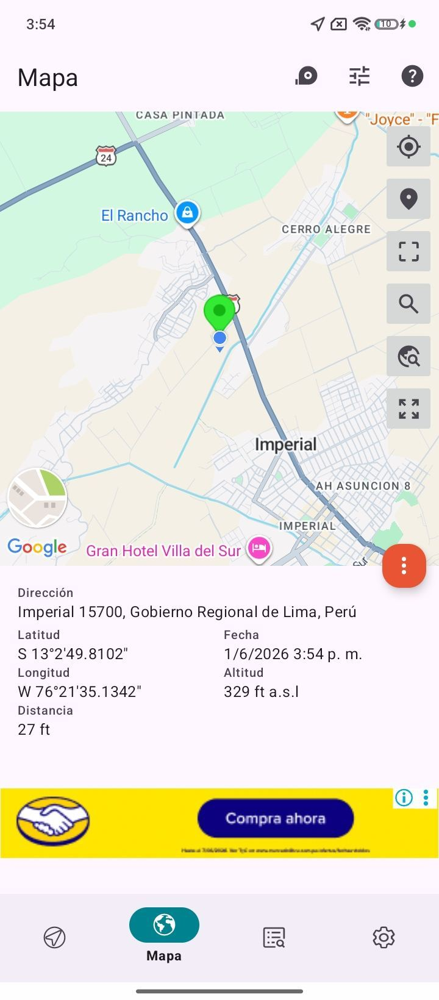 3:54
10
Mapa
CASA PINTADA
"Joyce" - "F
24
El Rancho
CERRO ALEGRE
Imperial
AH ASUNCION 8
IMPERIAL
Google
Gran Hotel Villa del Sur
Sur
Dirección
Imperial 15700, Gobierno Regional de Lima, Perú
Latitud
Fecha
S 13°2'49.8102"
1/6/2026 3:54 p. m.
Longitud
Altitud
W 76°21'35.1342"
329 ft a.s.l
Distancia
27 ft
Compra ahora
Mapa